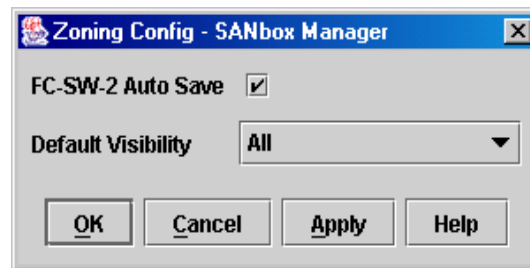 Zoning Config - SANbox Manager
FC-SW-2 Auto Save
Default Visibility All
OK Cancel Apply Help